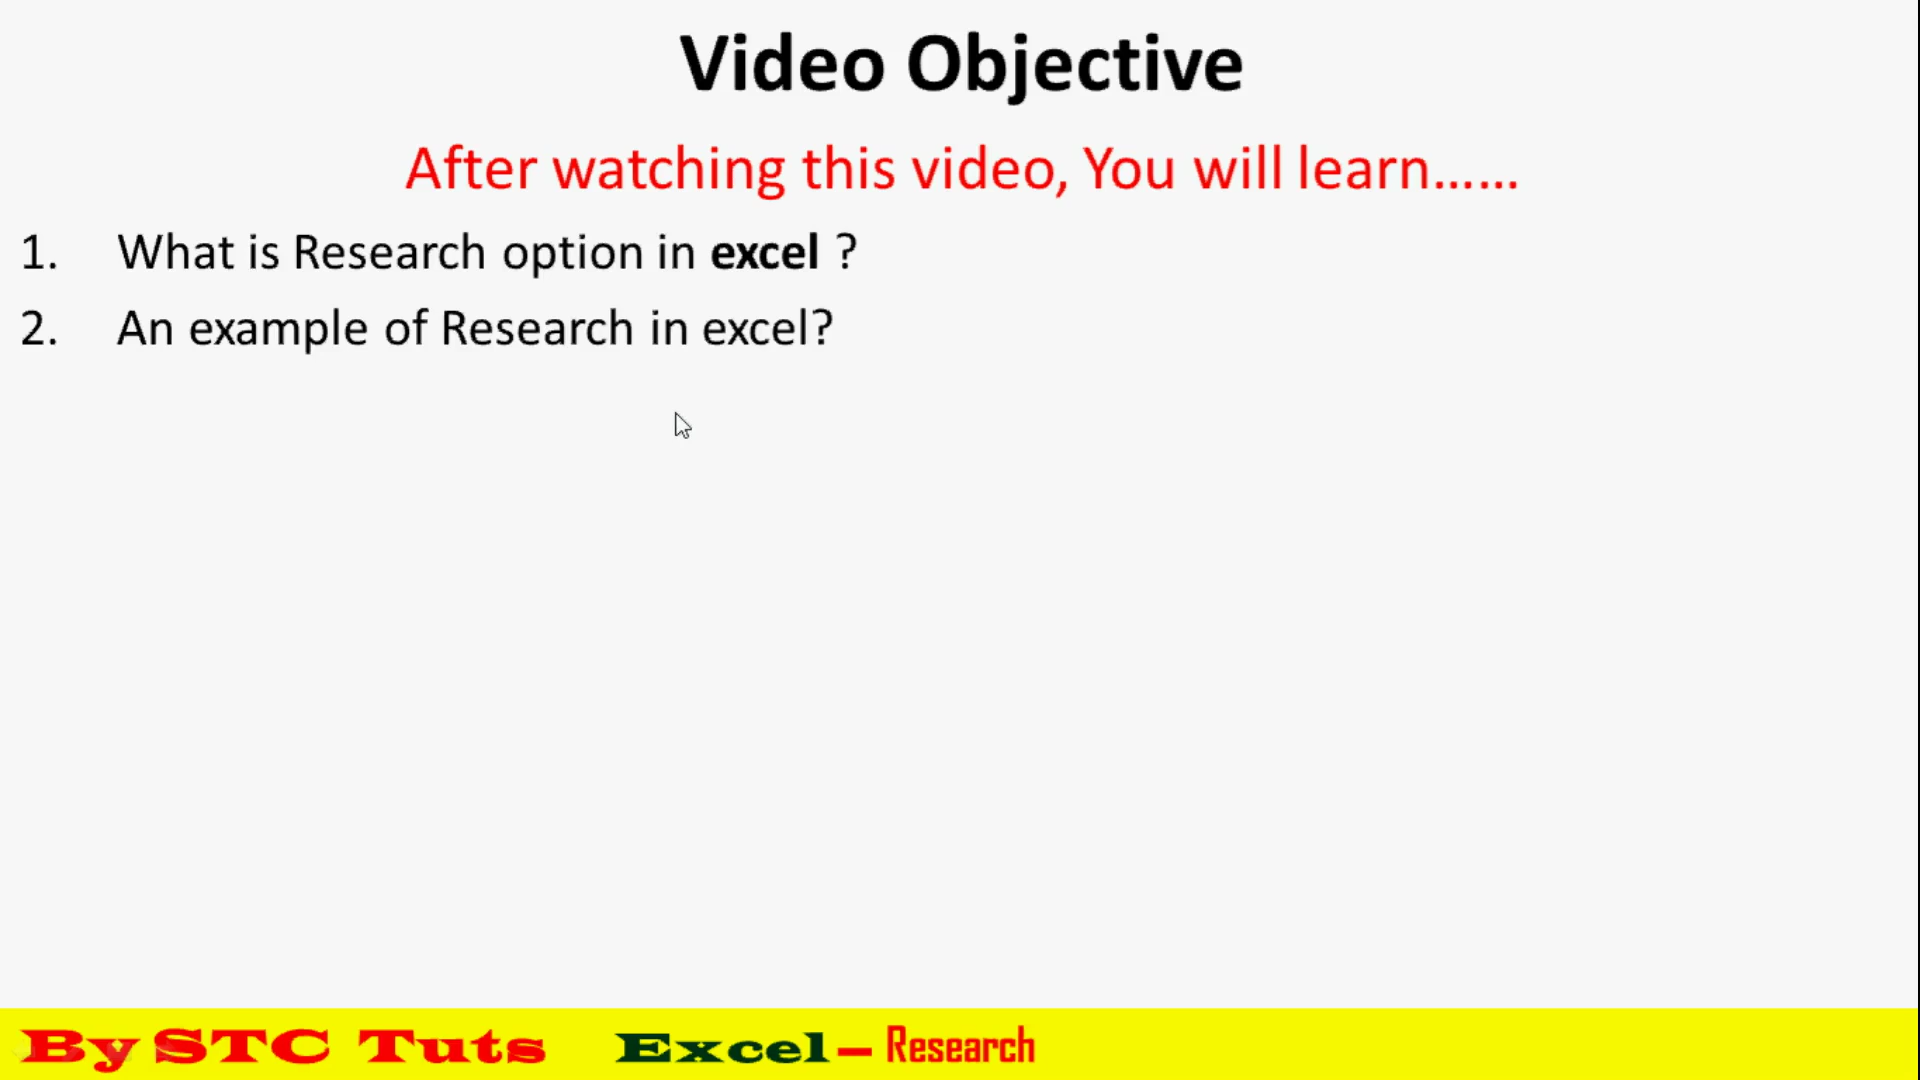 Video Objective
After watching this video, You will learn......
1. What is Research option in excel ?
2. An example of Research in excel?
By STC Tuts Excel – Research